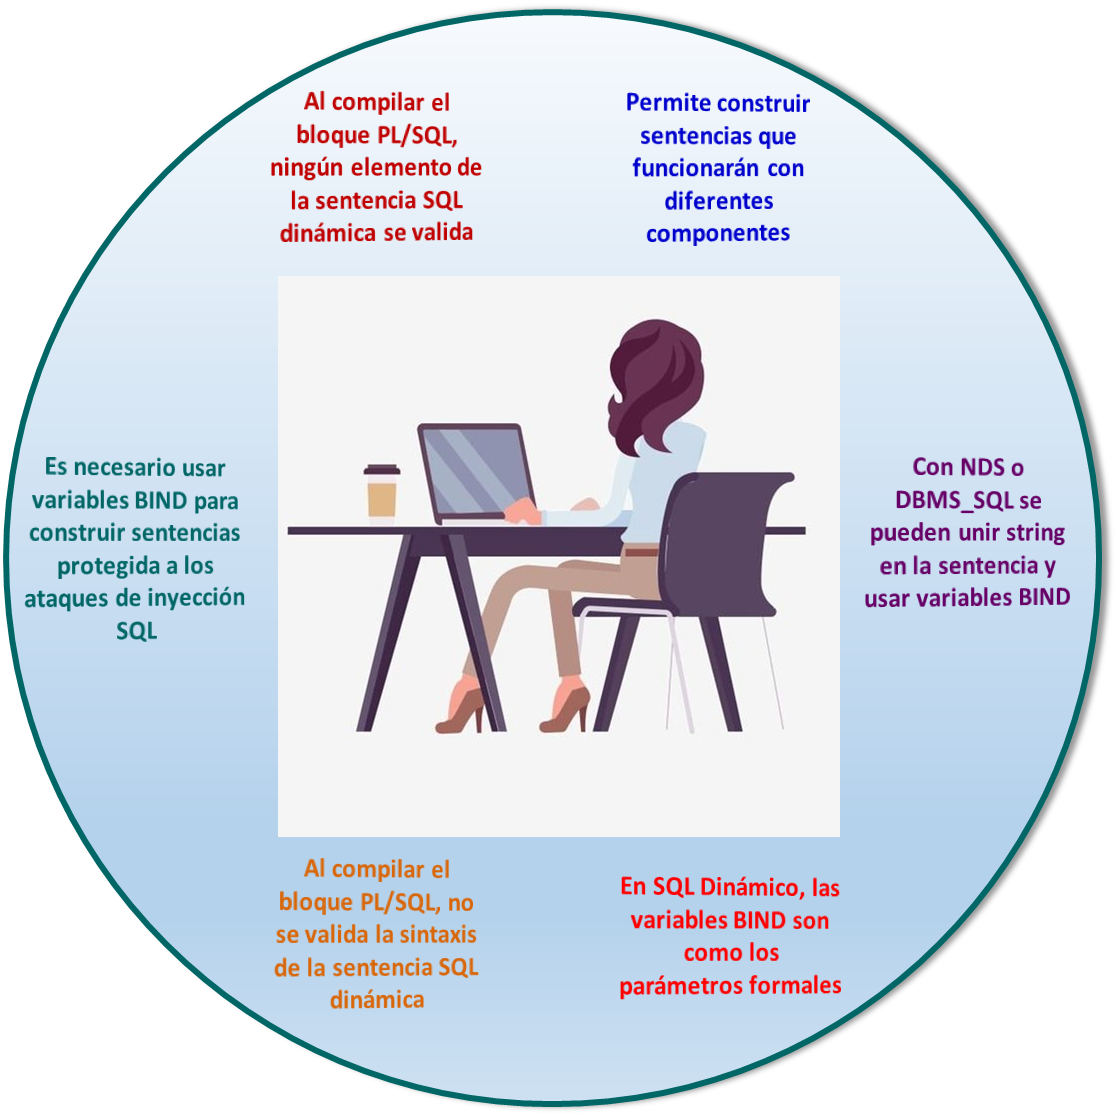 Al compilar el
bloque PL/SQL,
ningún elemento de
la sentencia SQL
dinámica se valida
Permite construir
sentencias que
funcionarán con
diferentes
componentes
Es necesario usar
variables BIND para
construir sentencias
protegida a los
ataques de inyección
SQL
Con NDS o
DBMS_SQL se
pueden unir string
en la sentencia y
usar variables BIND
Al compilar el
bloque PL/SQL, no
se valida la sintaxis
de la sentencia SQL
dinámica
En SQL Dinámico, las
variables BIND son
como los
parámetros formales